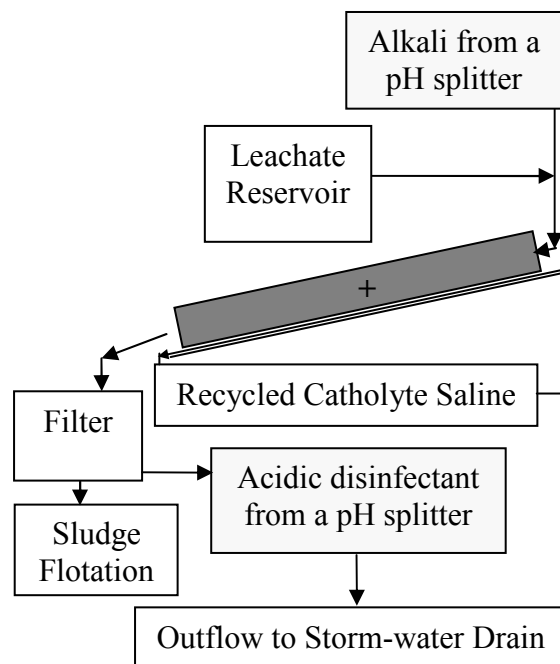 Alkali from a
pH splitter
Leachate
Reservoir
+
Recycled Catholyte Saline
Filter
Acidic disinfectant
from a pH splitter
Sludge
Flotation
Outflow to Storm-water Drain